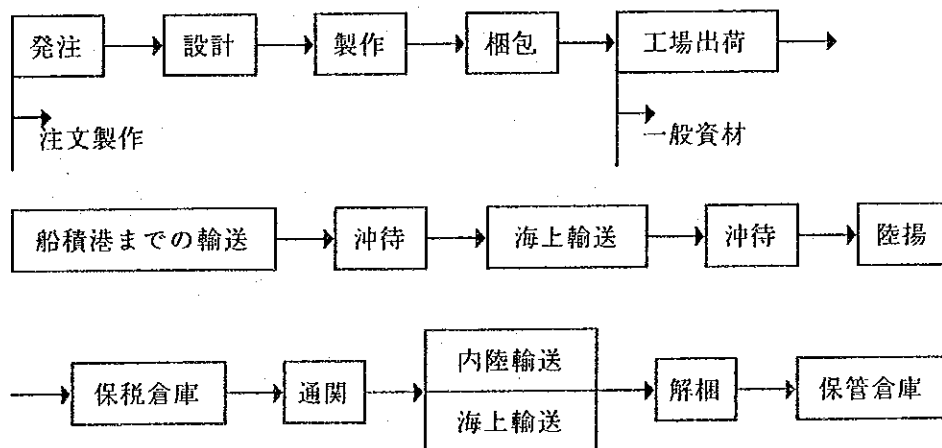 発注 設計 製作 梱包 工場出荷
注文製作 一般資材
船積港までの輸送 沖待 海上輸送 沖待 陸揚
保税倉庫 通関 内陸輸送 解梱 保管倉庫
海上輸送